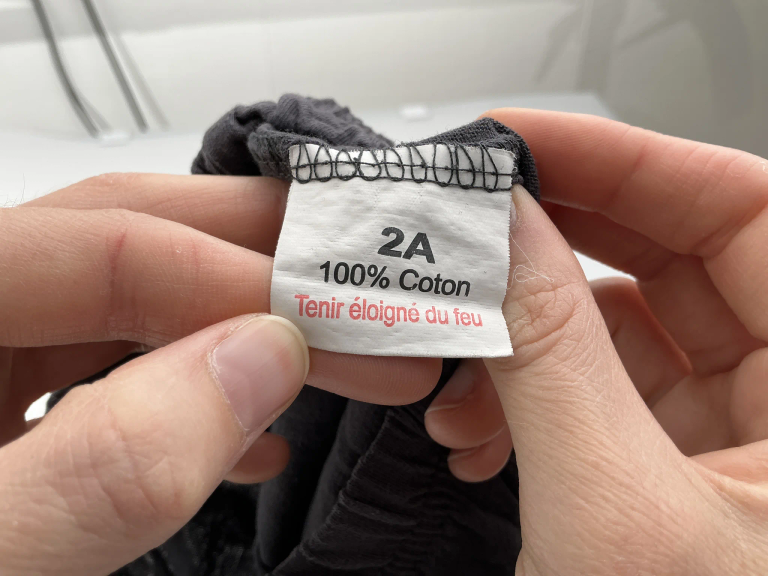 2A
100% Coton
Tenir éloigné du feu